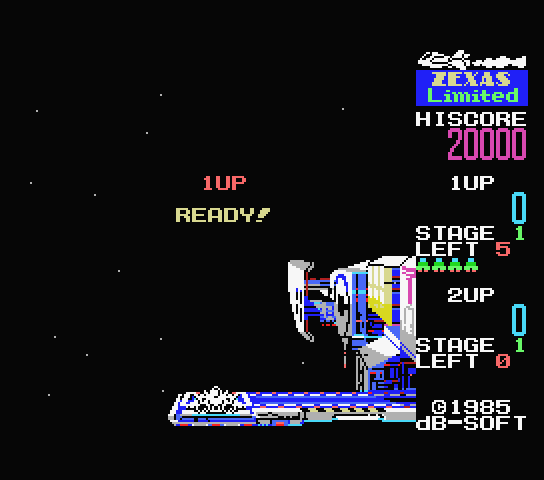 ZEXAS
Limited
HISCORE
20000
1UP
READY!
1UP
0
STAGE 1
LEFT 5
2UP
0
STAGE 1
LEFT 0
©1985
dB-SOFT